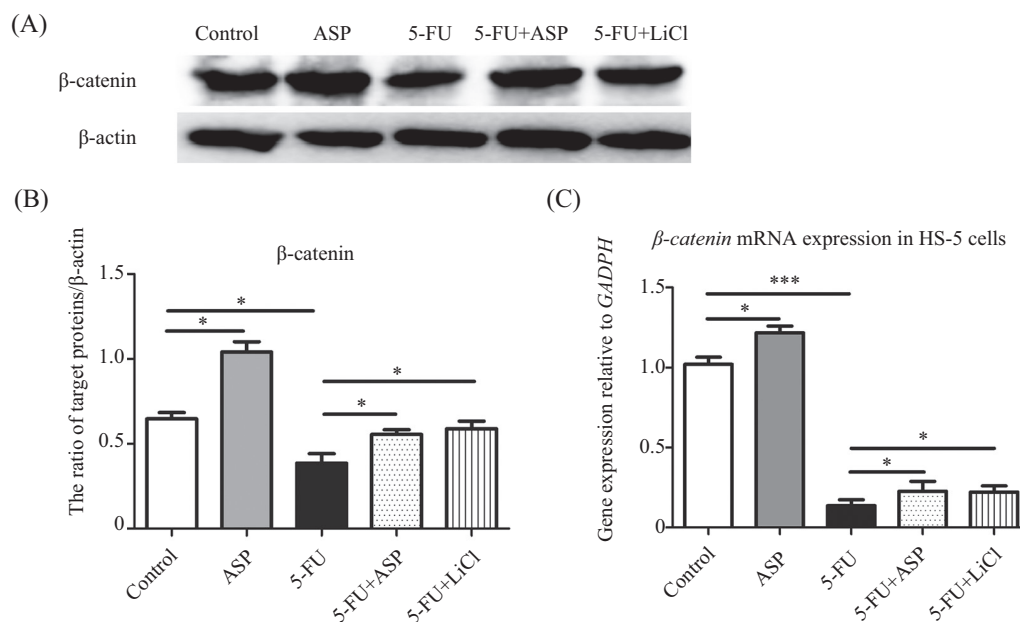 (A)
Control ASP 5-FU 5-FU+ASP 5-FU+LiCl
β-catenin
β-actin
(B)
β-catenin
The ratio of target proteins/β-actin
1.5
1.0
0.5
0
*
*
*
*
Control
ASP
5-FU
5-FU+ASP
5-FU+LiCl
(C)
β-catenin mRNA expression in HS-5 cells
Gene expression relative to GADPH
1.5
1.0
0.5
0
***
*
*
*
Control
ASP
5-FU
5-FU+ASP
5-FU+LiCl